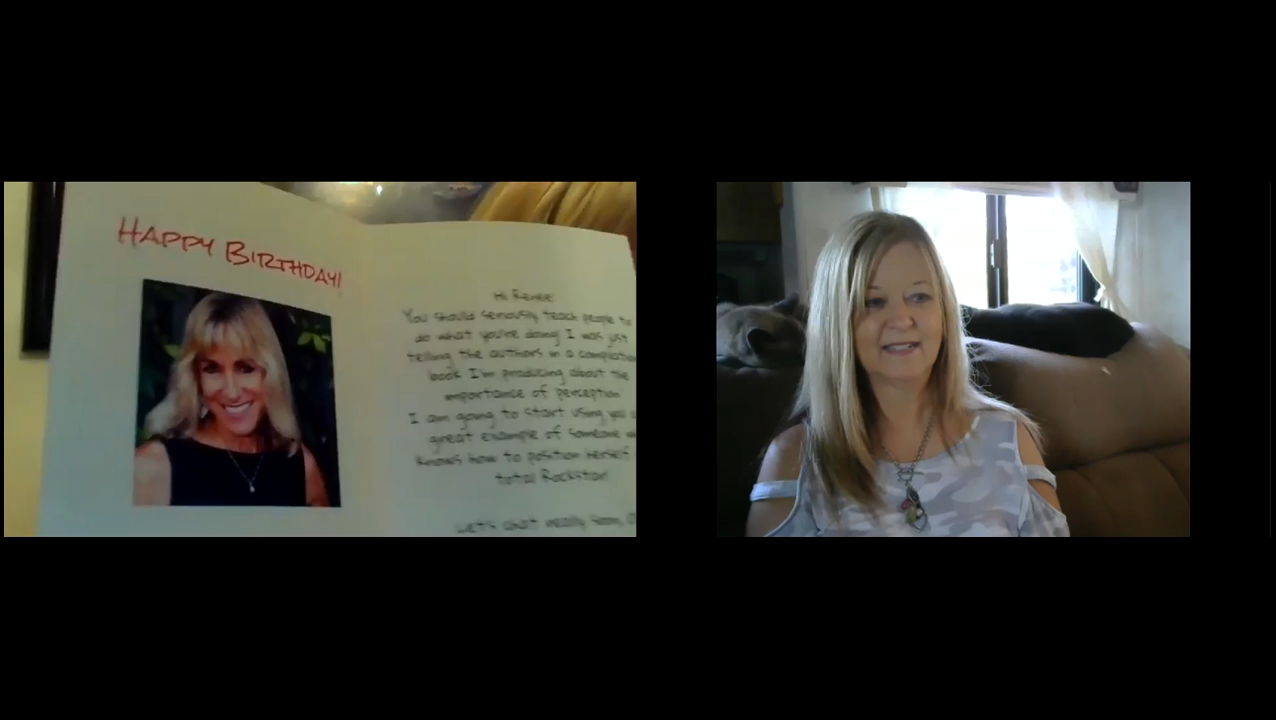 HAPPY BIRTHDAY!
Hi Renee
You should seriously teach people to
do what you're doing I was just
telling the authors in a compilation
book I'm producing about the
importance of perception
I am going to start using you
great example of someone
knows how to position herself
total Rockstar!
Let's chat really soon,